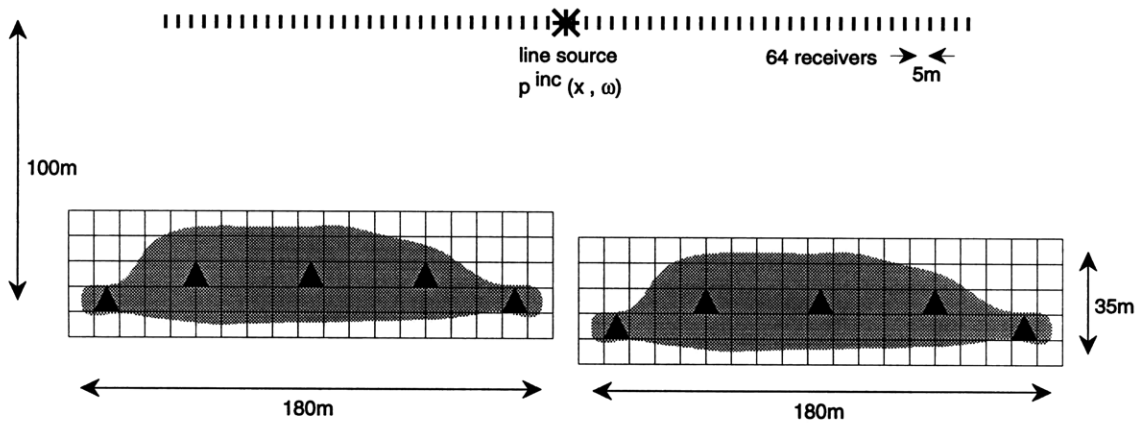 line source
p inc (x , ω)
64 receivers
5m
100m
35m
180m
180m